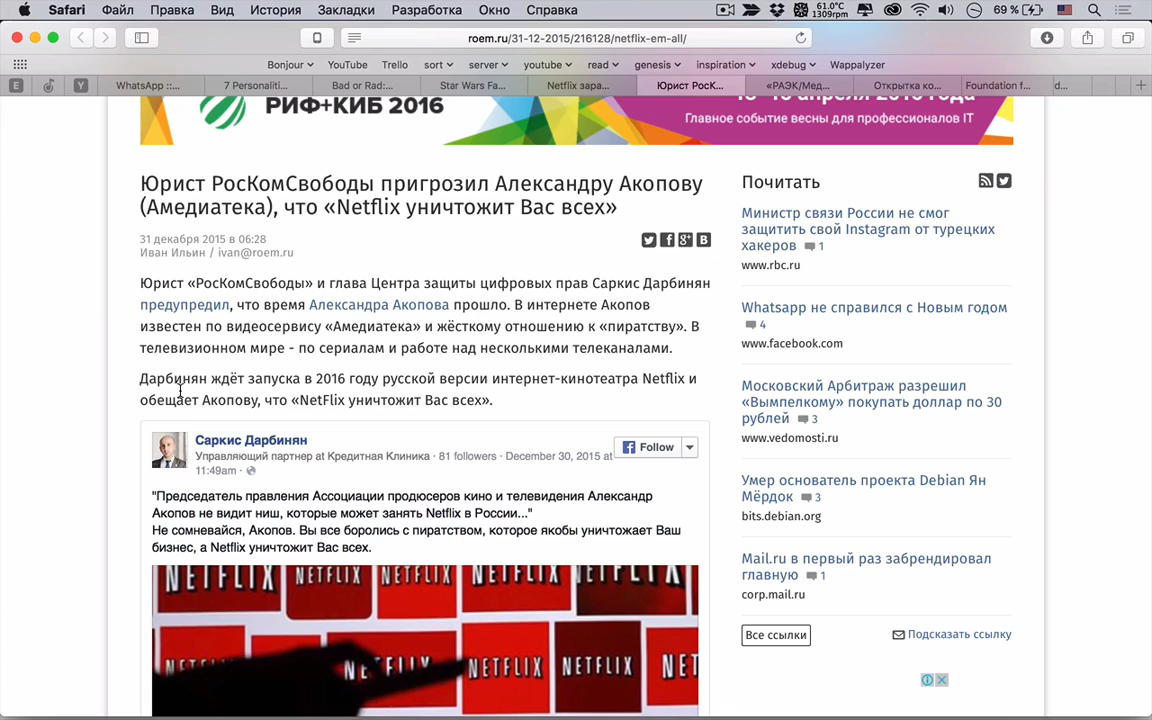 Safari Файл Правка Вид История Закладки Разработка Окно Справка 61.0°C 1309rpm 69 %
roem.ru/31-12-2015/216128/netflix-em-all/
Bonjour YouTube Trello sort server youtube read genesis inspiration xdebug Wappalyzer
E Y WhatsApp ::... 7 Personaliti... Bad or Rad:... Star Wars Fa... Netflix зара... Юрист РосК... «РАЭК/Мед... Открытка ко... Foundation f... d...
РИФ+КИБ 2016
Главное событие весны для профессионалов IT
Юрист РосКомСвободы пригрозил Александру Акопову
(Амедиатека), что «Netflix уничтожит Вас всех»
31 декабря 2015 в 06:28
Иван Ильин / ivan@roem.ru
Юрист «РосКомСвободы» и глава Центра защиты цифровых прав Саркис Дарбинян
предупредил, что время Александра Акопова прошло. В интернете Акопов
известен по видеосервису «Амедиатека» и жёсткому отношению к «пиратству». В
телевизионном мире - по сериалам и работе над несколькими телеканалами.
Дарбинян ждёт запуска в 2016 году русской версии интернет-кинотеатра Netflix и
обещает Акопову, что «NetFlix уничтожит Вас всех».
Саркис Дарбинян
Управляющий партнер at Кредитная Клиника · 81 followers · December 30, 2015 at
11:49am ·
Follow
"Председатель правления Ассоциации продюсеров кино и телевидения Александр
Акопов не видит ниш, которые может занять Netflix в России..."
Не сомневайся, Акопов. Вы все боролись с пиратством, которое якобы уничтожает Ваш
бизнес, а Netflix уничтожит Вас всех.
NETFLIX NETFLIX NETFLIX NETFLIX NETFLIX
NETFLIX NETFLIX NETFLIX NETFLIX NET
Почитать
Министр связи России не смог
защитить свой Instagram от турецких
хакеров 1
www.rbc.ru
Whatsapp не справился с Новым годом
4
www.facebook.com
Московский Арбитраж разрешил
«Вымпелкому» покупать доллар по 30
рублей 3
www.vedomosti.ru
Умер основатель проекта Debian Ян
Мёрдок 3
bits.debian.org
Mail.ru в первый раз забрендировал
главную 1
corp.mail.ru
Все ссылки
Подсказать ссылку